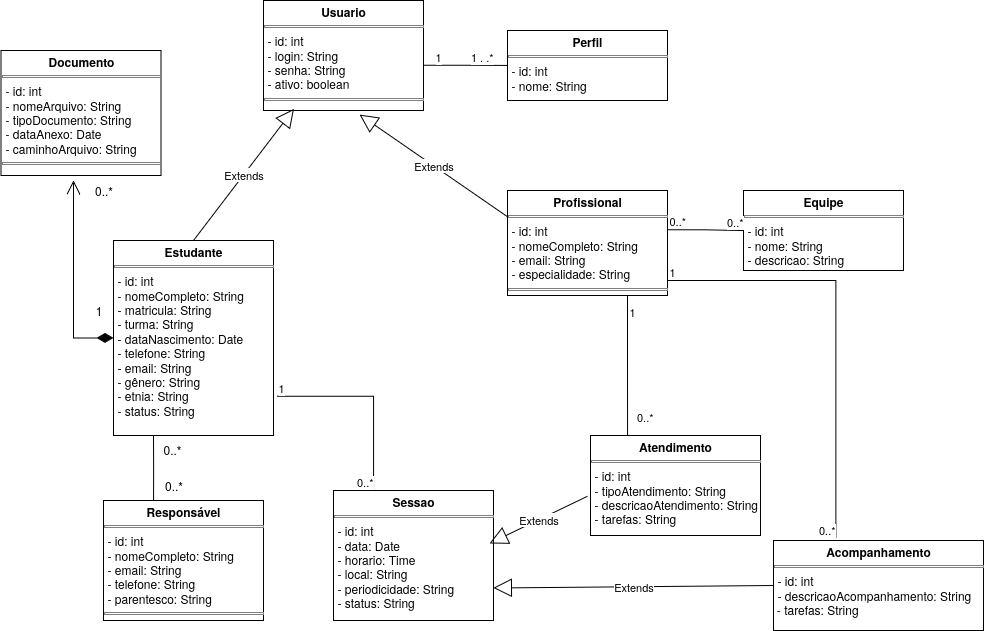 Usuario
- id: int
- login: String
- senha: String
- ativo: boolean
1
1 . .*
Perfil
- id: int
- nome: String
Documento
- id: int
- nomeArquivo: String
- tipoDocumento: String
- dataAnexo: Date
- caminhoArquivo: String
0..*
1
Extends
Extends
Profissional
- id: int
- nomeCompleto: String
- email: String
- especialidade: String
0..*
0..*
Equipe
- id: int
- nome: String
- descricao: String
1
1
Estudante
- id: int
- nomeCompleto: String
- matricula: String
- turma: String
- dataNascimento: Date
- telefone: String
- email: String
- gênero: String
- etnia: String
- status: String
1
0..*
0..*
0..*
0..*
0..*
Responsável
- id: int
- nomeCompleto: String
- email: String
- telefone: String
- parentesco: String
Sessao
- id: int
- data: Date
- horario: Time
- local: String
- periodicidade: String
- status: String
Atendimento
- id: int
- tipoAtendimento: String
- descricaoAtendimento: String
- tarefas: String
Extends
Extends
Acompanhamento
- id: int
- descricaoAcompanhamento: String
- tarefas: String